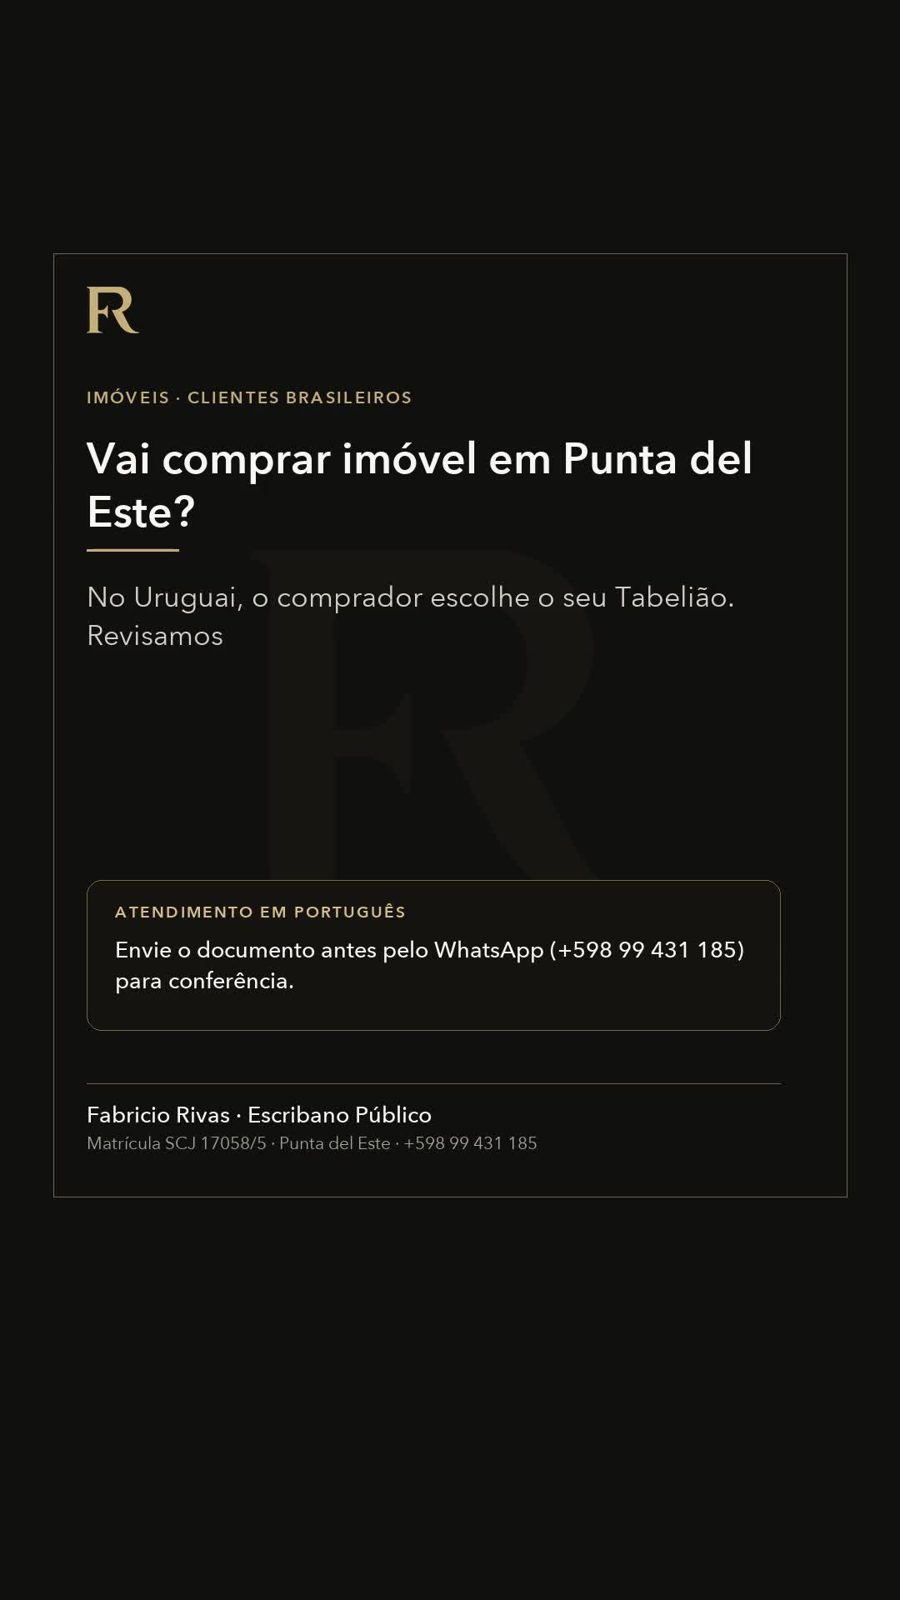 FR
IMÓVEIS · CLIENTES BRASILEIROS
Vai comprar imóvel em Punta del
Este?
No Uruguai, o comprador escolhe o seu Tabelião.
Revisamos
ATENDIMENTO EM PORTUGUÊS
Envie o documento antes pelo WhatsApp (+598 99 431 185)
para conferência.
Fabricio Rivas · Escribano Público
Matrícula SCJ 17058/5 · Punta del Este · +598 99 431 185